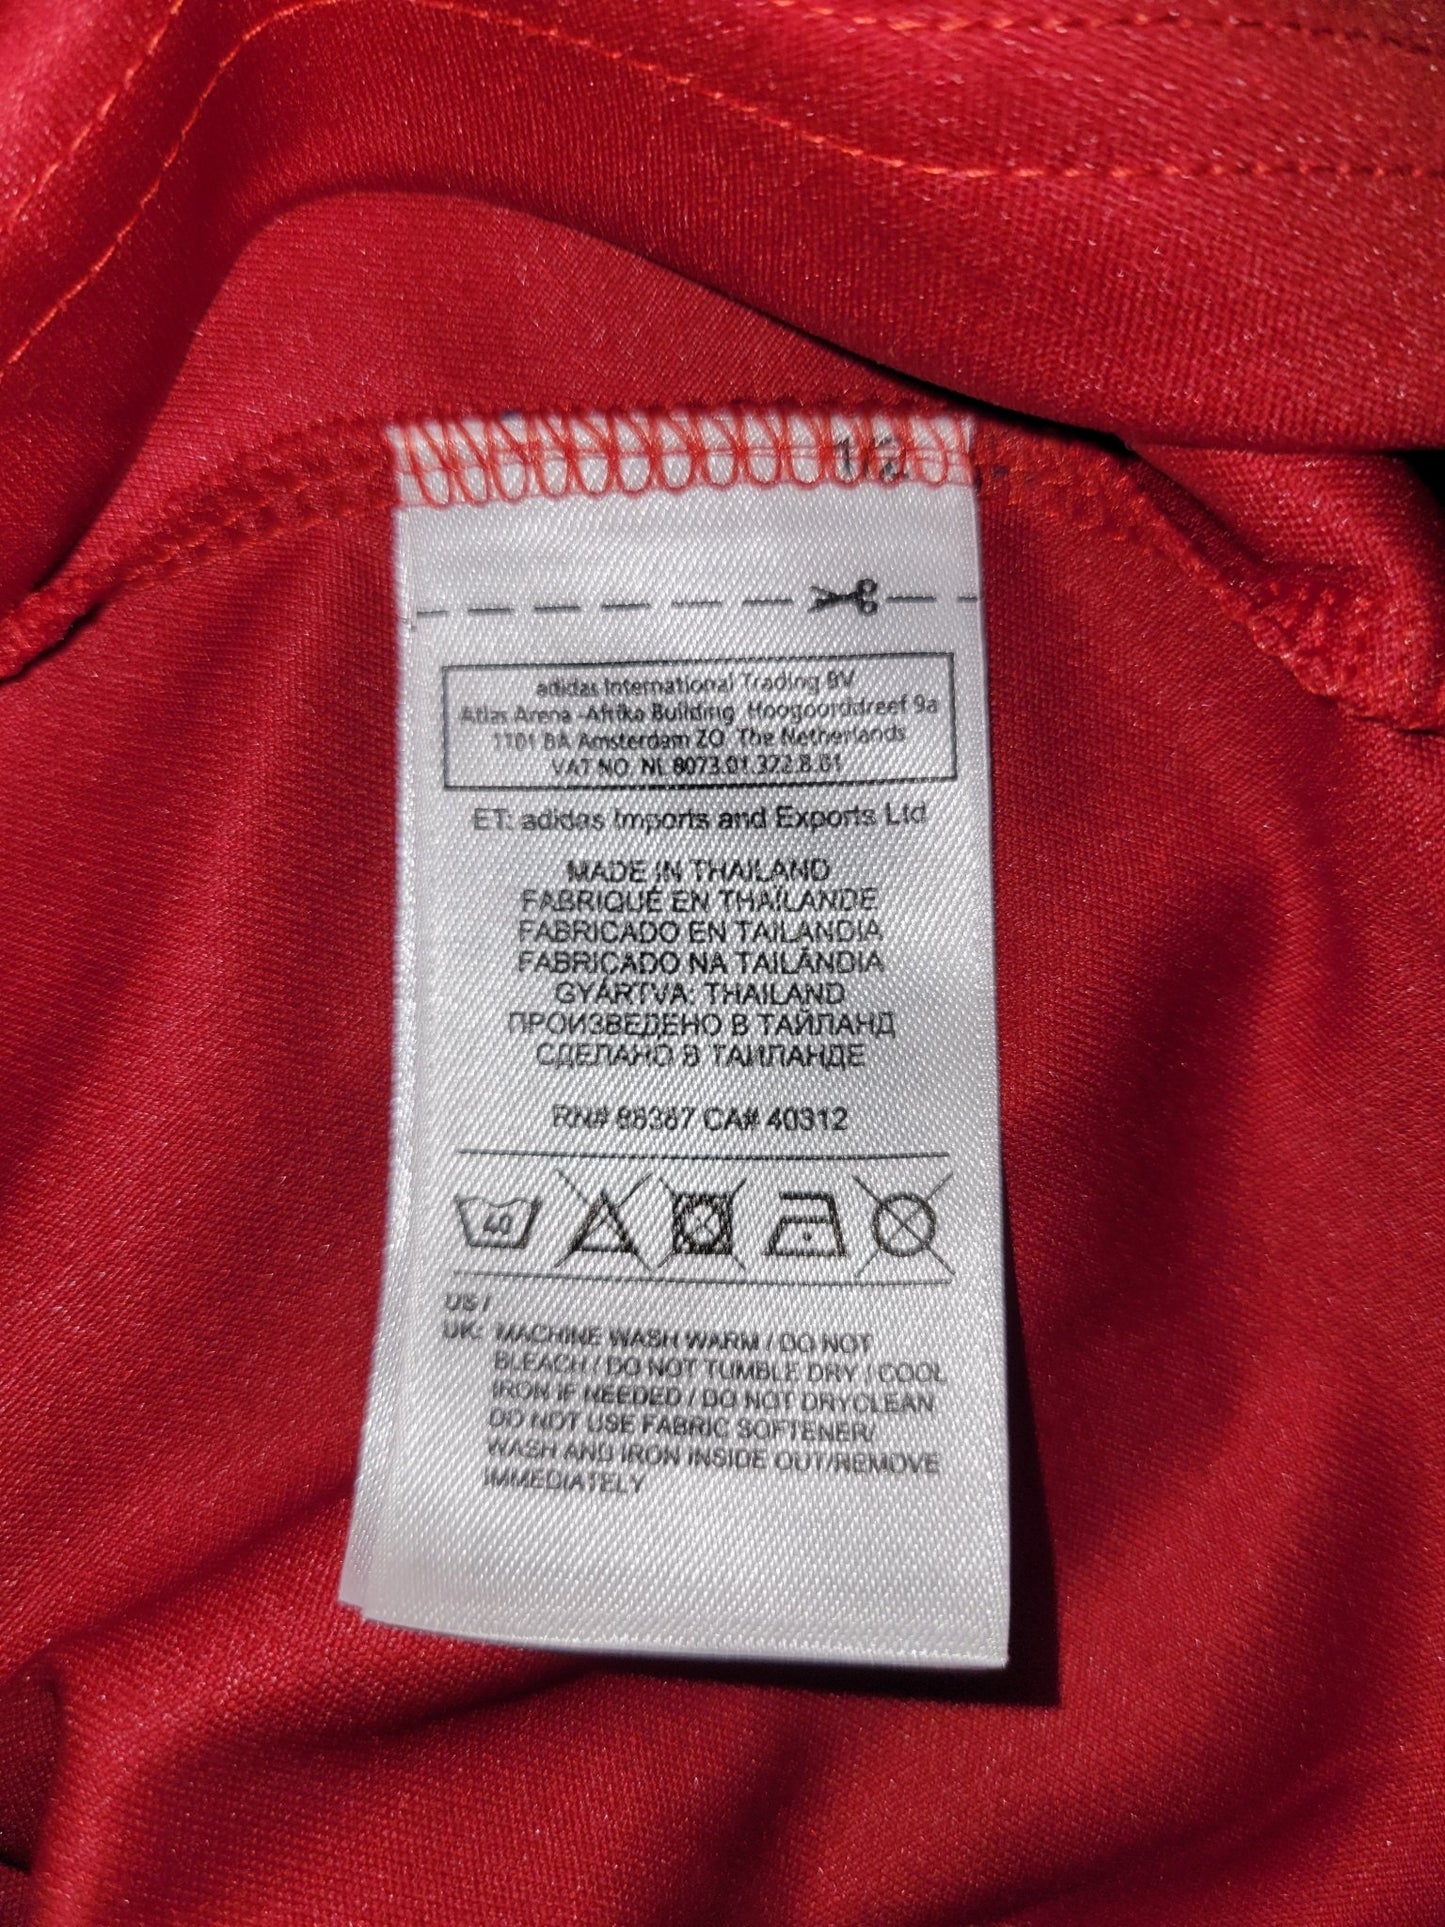 1/2
adidas International Trading BV
Atlas Arena -Afrika Building, Hoogoorddreef 9a
1101 BA Amsterdam ZO, The Netherlands
VAT NO. NL 8073.01.322.B.01
ET: adidas Imports and Exports Ltd
MADE IN THAILAND
FABRIQUÉ EN THAÏLANDE
FABRICADO EN TAILANDIA
FABRICADO NA TAILÂNDIA
GYÁRTVA: THAILAND
ПРОИЗВЕДЕНО В ТАЙЛАНД
СДЕЛАНО В ТАИЛАНДЕ
RN# 88387 CA# 40312
40
US /
UK: MACHINE WASH WARM / DO NOT
BLEACH / DO NOT TUMBLE DRY / COOL
IRON IF NEEDED / DO NOT DRYCLEAN
DO NOT USE FABRIC SOFTENER/
WASH AND IRON INSIDE OUT/REMOVE
IMMEDIATELY